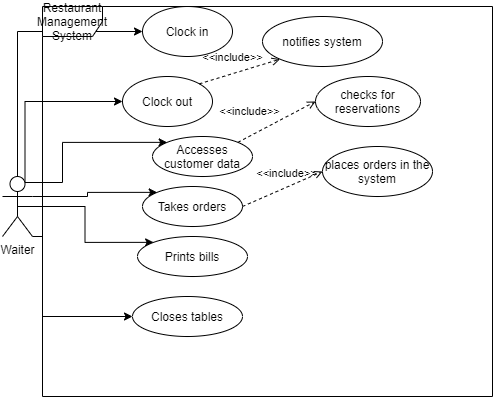 Restaurant
Management
System
Clock in
notifies system
<<include>>
Clock out
checks for
reservations
<<include>>
Accesses
customer data
<<include>>
places orders in the
system
Takes orders
Waiter
Prints bills
Closes tables